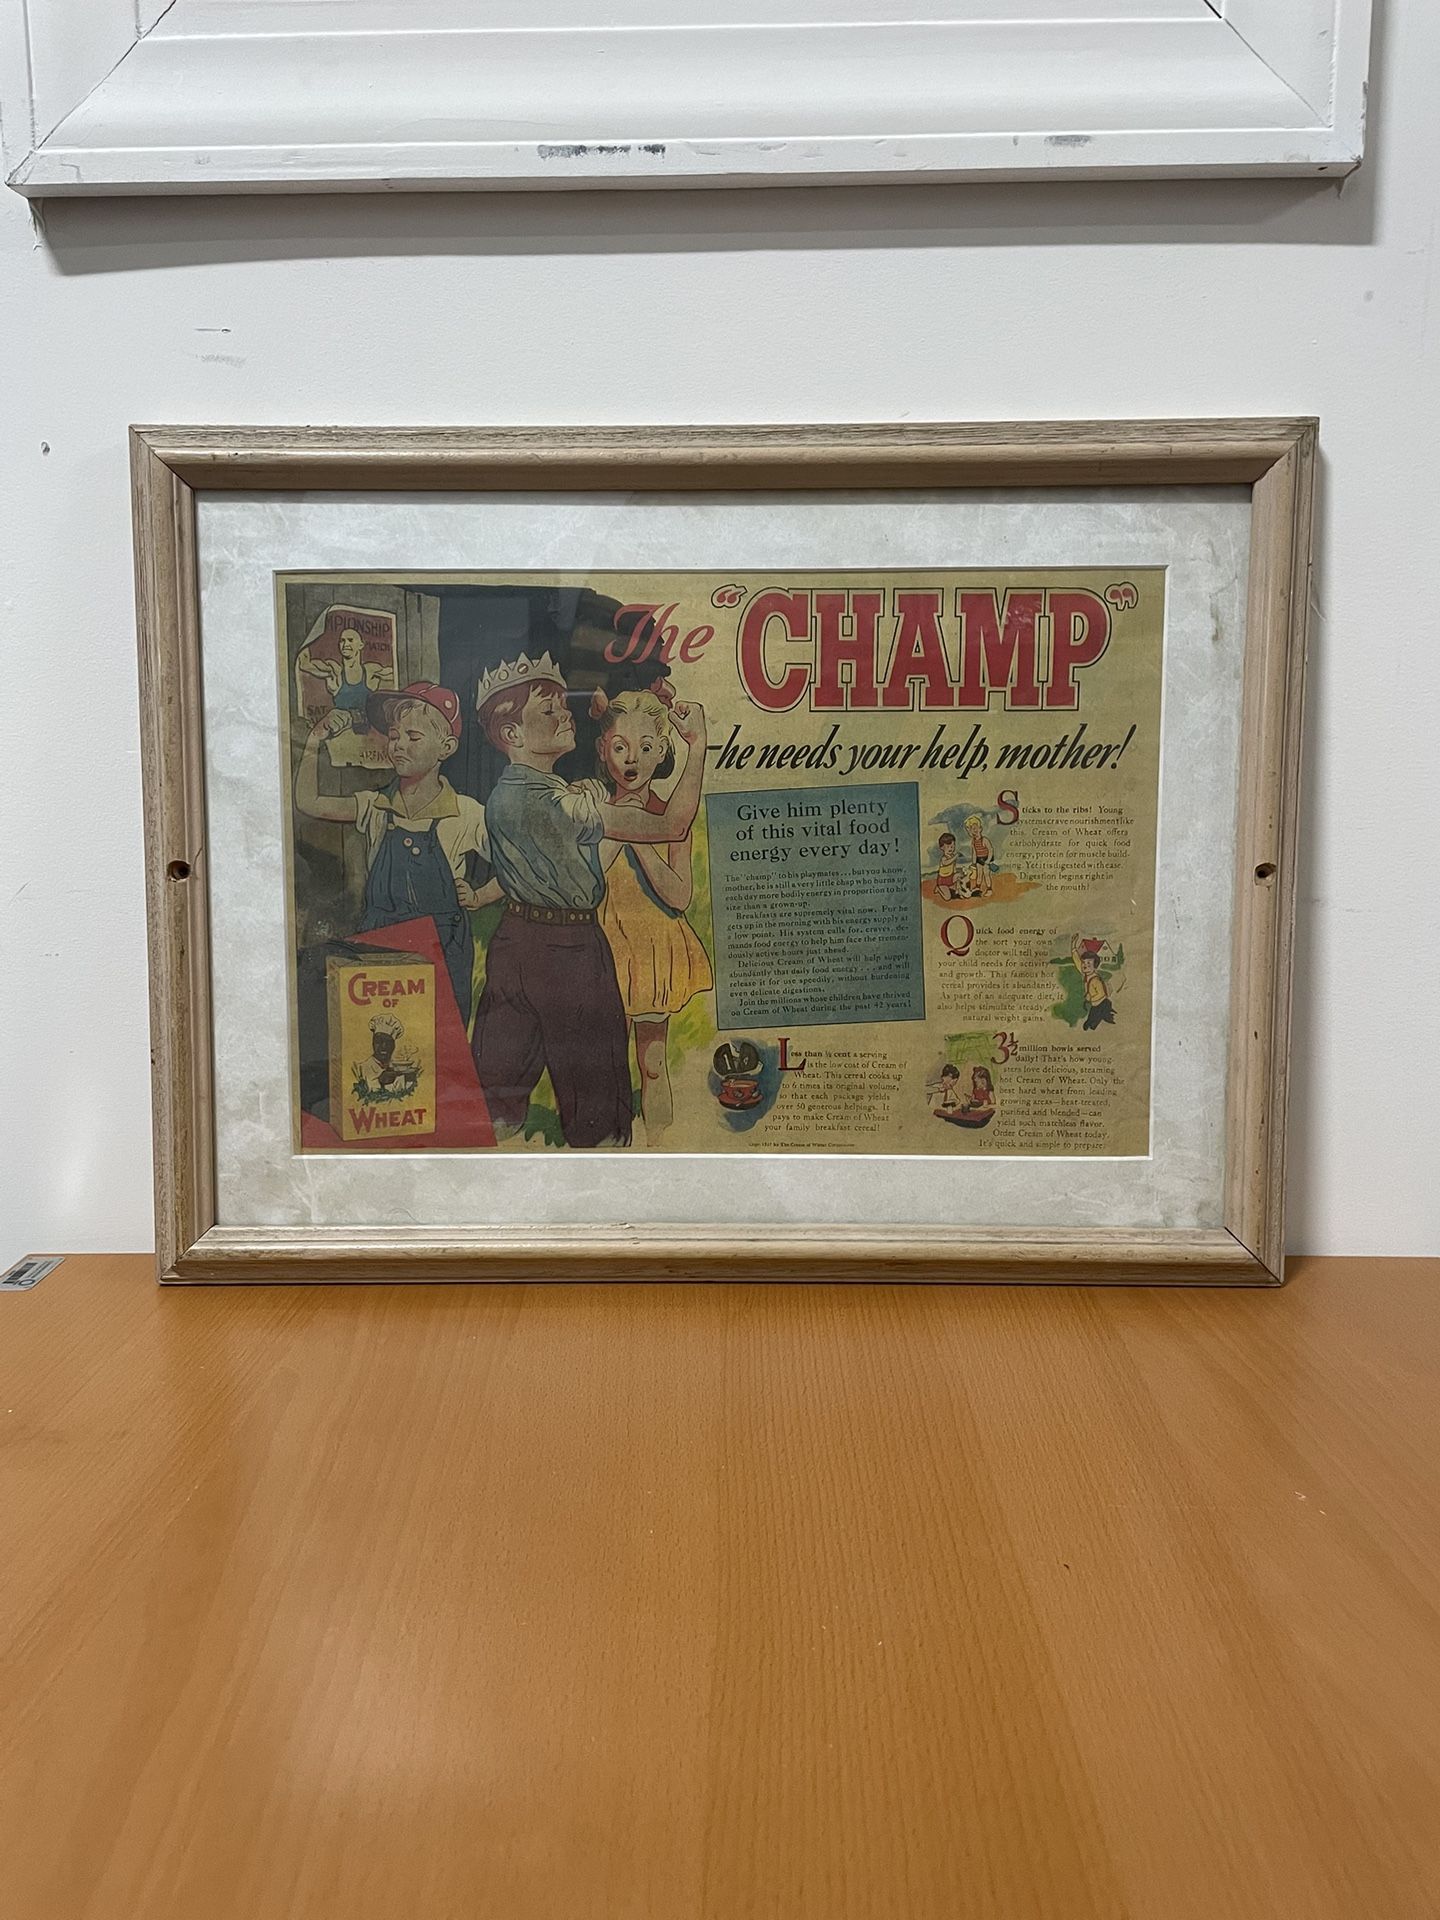 MPIONSHIP
MATCH
SAT
The "CHAMP"
—he needs your help, mother!
Give him plenty
of this vital food
energy every day!
The "champ" to his playmates . . . but you know,
mother, he is still a very little chap who burns up
each day more bodily energy in proportion to his
size than a grown-up.
Breakfasts are supremely vital now. For he
gets up in the morning with his energy supply at
a low point. His system calls for, craves, de-
mands food energy to help him face the tremen-
dously active hours just ahead.
Delicious Cream of Wheat will help supply
abundantly that daily food energy . . . and will
release it for use speedily, without burdening
even delicate digestions.
Join the millions whose children have thrived
on Cream of Wheat during the past 42 years!
Sticks to the ribs! Young
systems crave nourishment like
this. Cream of Wheat offers
carbohydrate for quick food
energy, protein for muscle build-
ing. Yet it is digested with ease.
Digestion begins right in
the mouth!
Quick food energy of
the sort your own
doctor will tell you
your child needs for activity
and growth. This famous hot
cereal provides it abundantly.
As part of an adequate diet, it
also helps stimulate steady,
natural weight gains.
Less than ½ cent a serving
is the low cost of Cream of
Wheat. This cereal cooks up
to 6 times its original volume,
so that each package yields
over 50 generous helpings. It
pays to make Cream of Wheat
your family breakfast cereal!
3½ million bowls served
daily! That's how young-
sters love delicious, steaming
hot Cream of Wheat. Only the
best hard wheat from leading
growing areas—heat-treated,
purified and blended—can
yield such matchless flavor.
Order Cream of Wheat today.
It's quick and simple to prepare.
CREAM
OF
WHEAT
Copr. 1937 by The Cream of Wheat Corporation